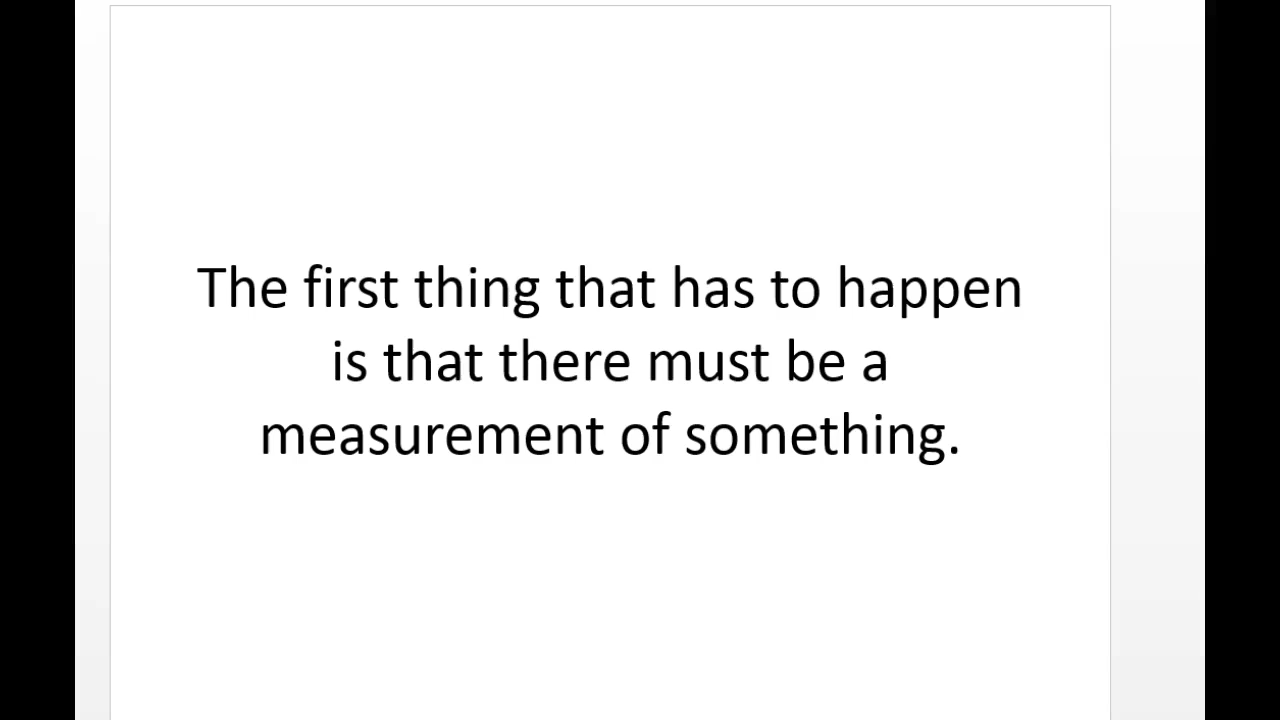 The first thing that has to happen
is that there must be a
measurement of something.